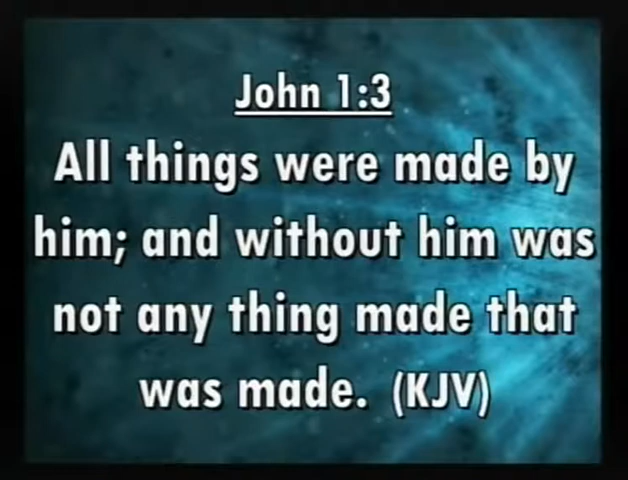 John 1:3
All things were made by
him; and without him was
not any thing made that
was made. (KJV)